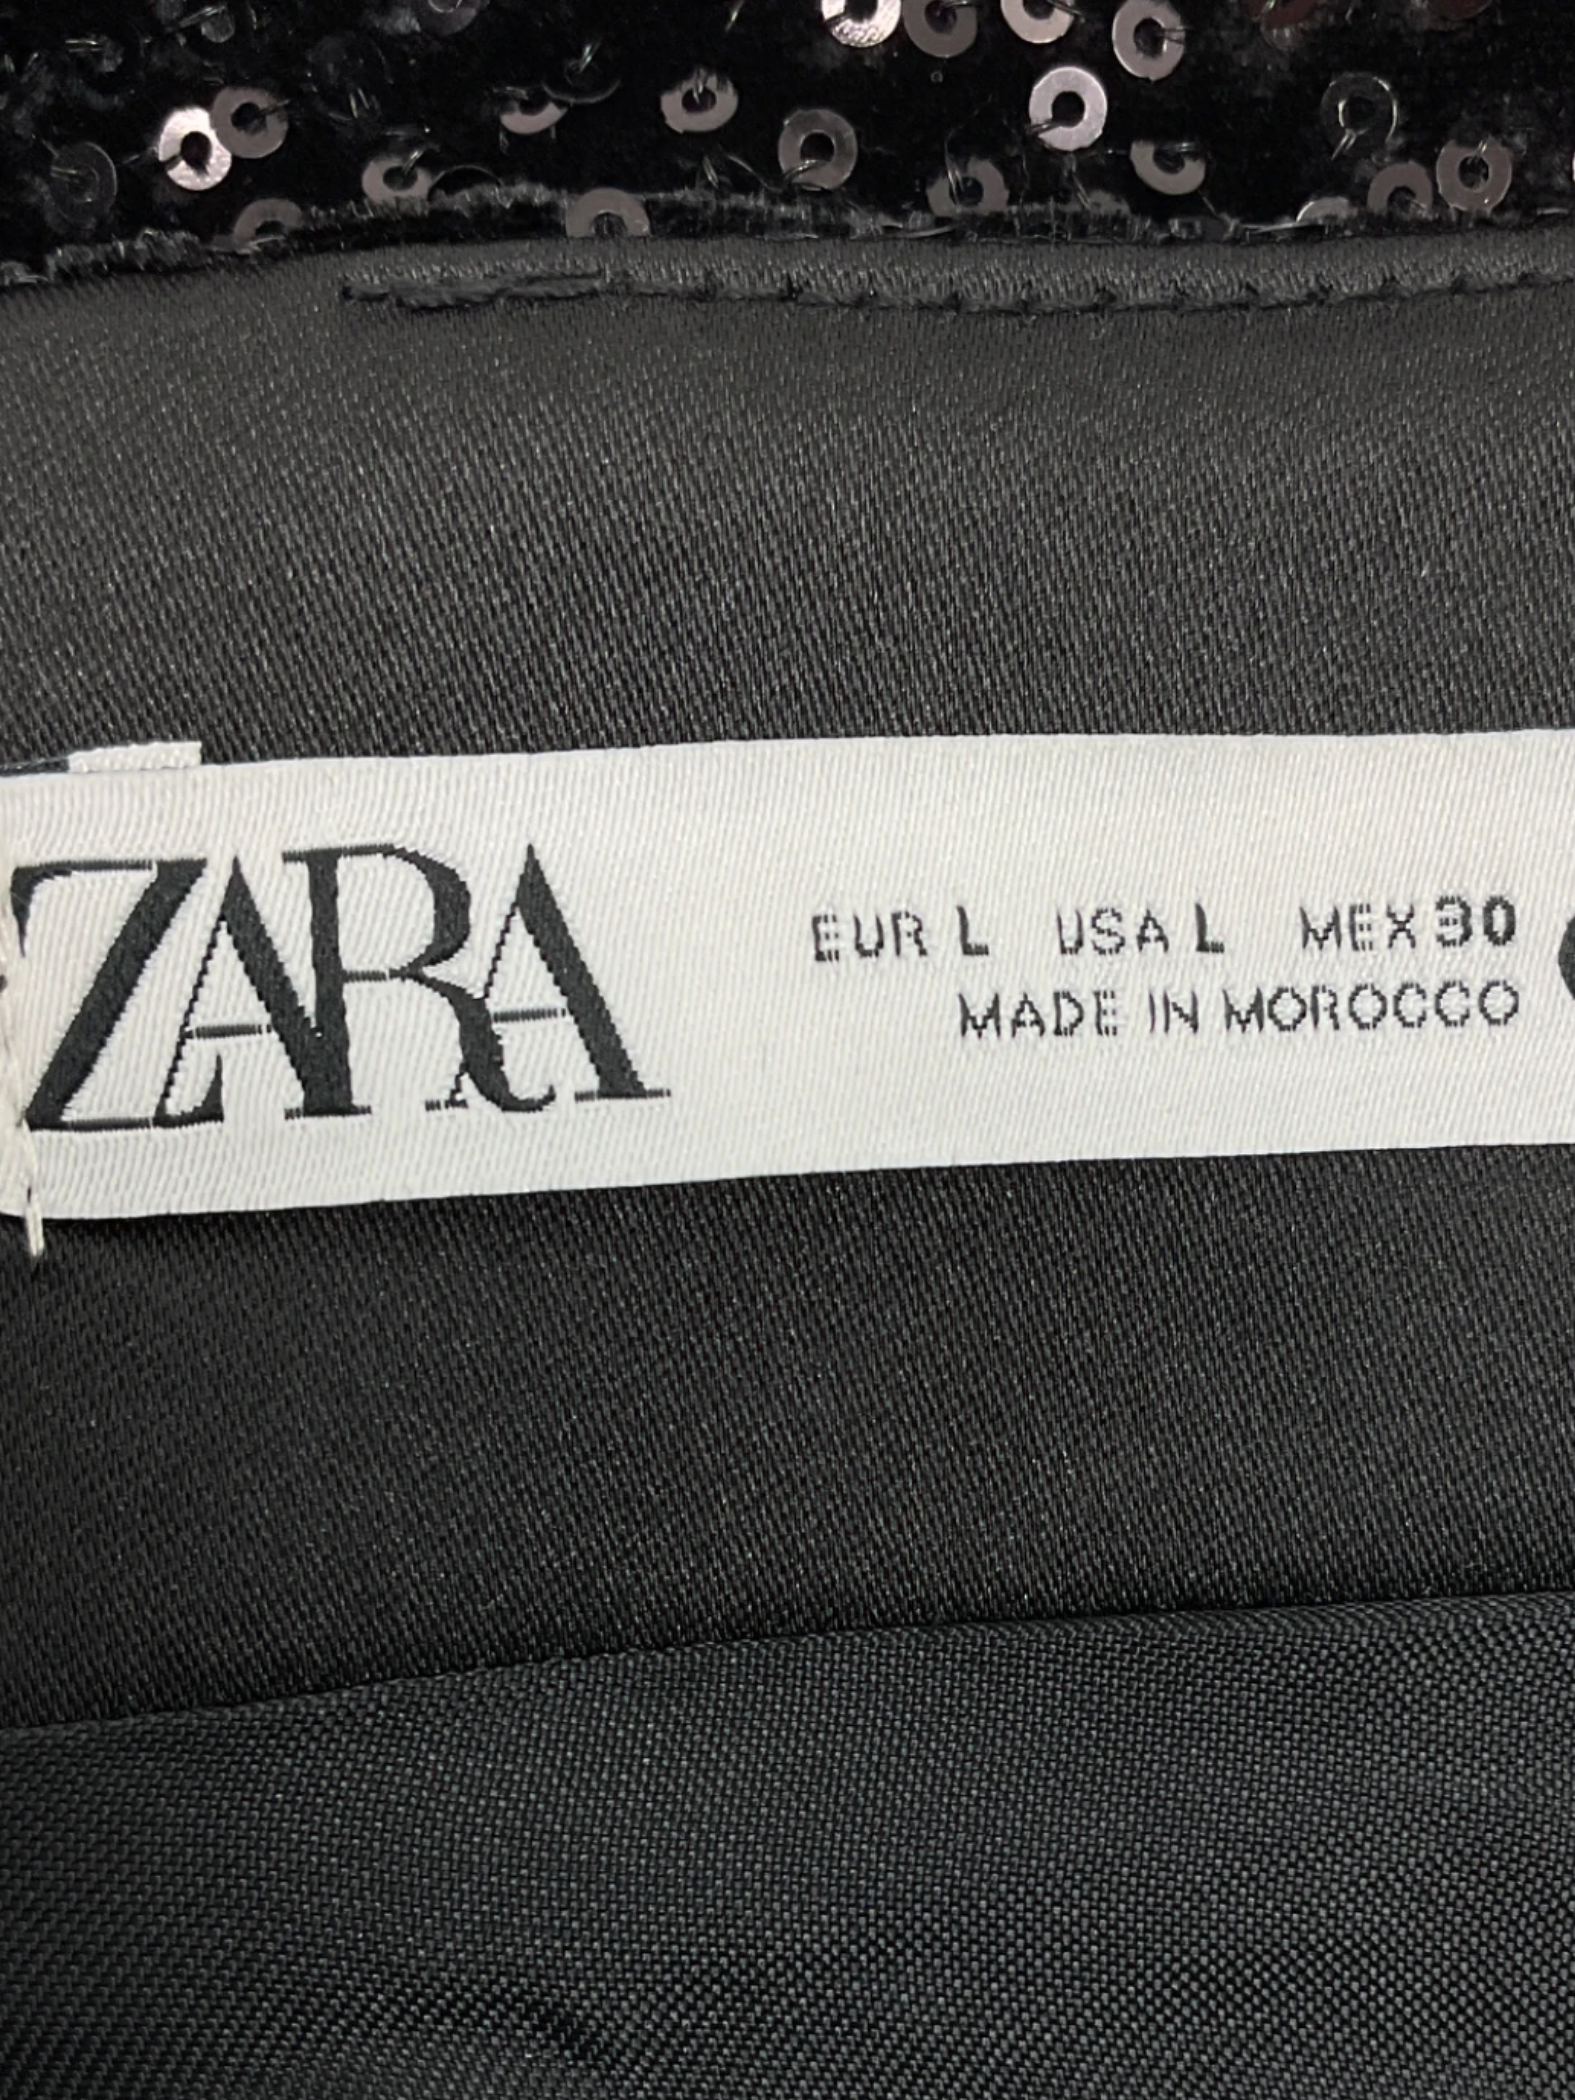 ZARA
EUR L USA L MEX 30
MADE IN MOROCCO